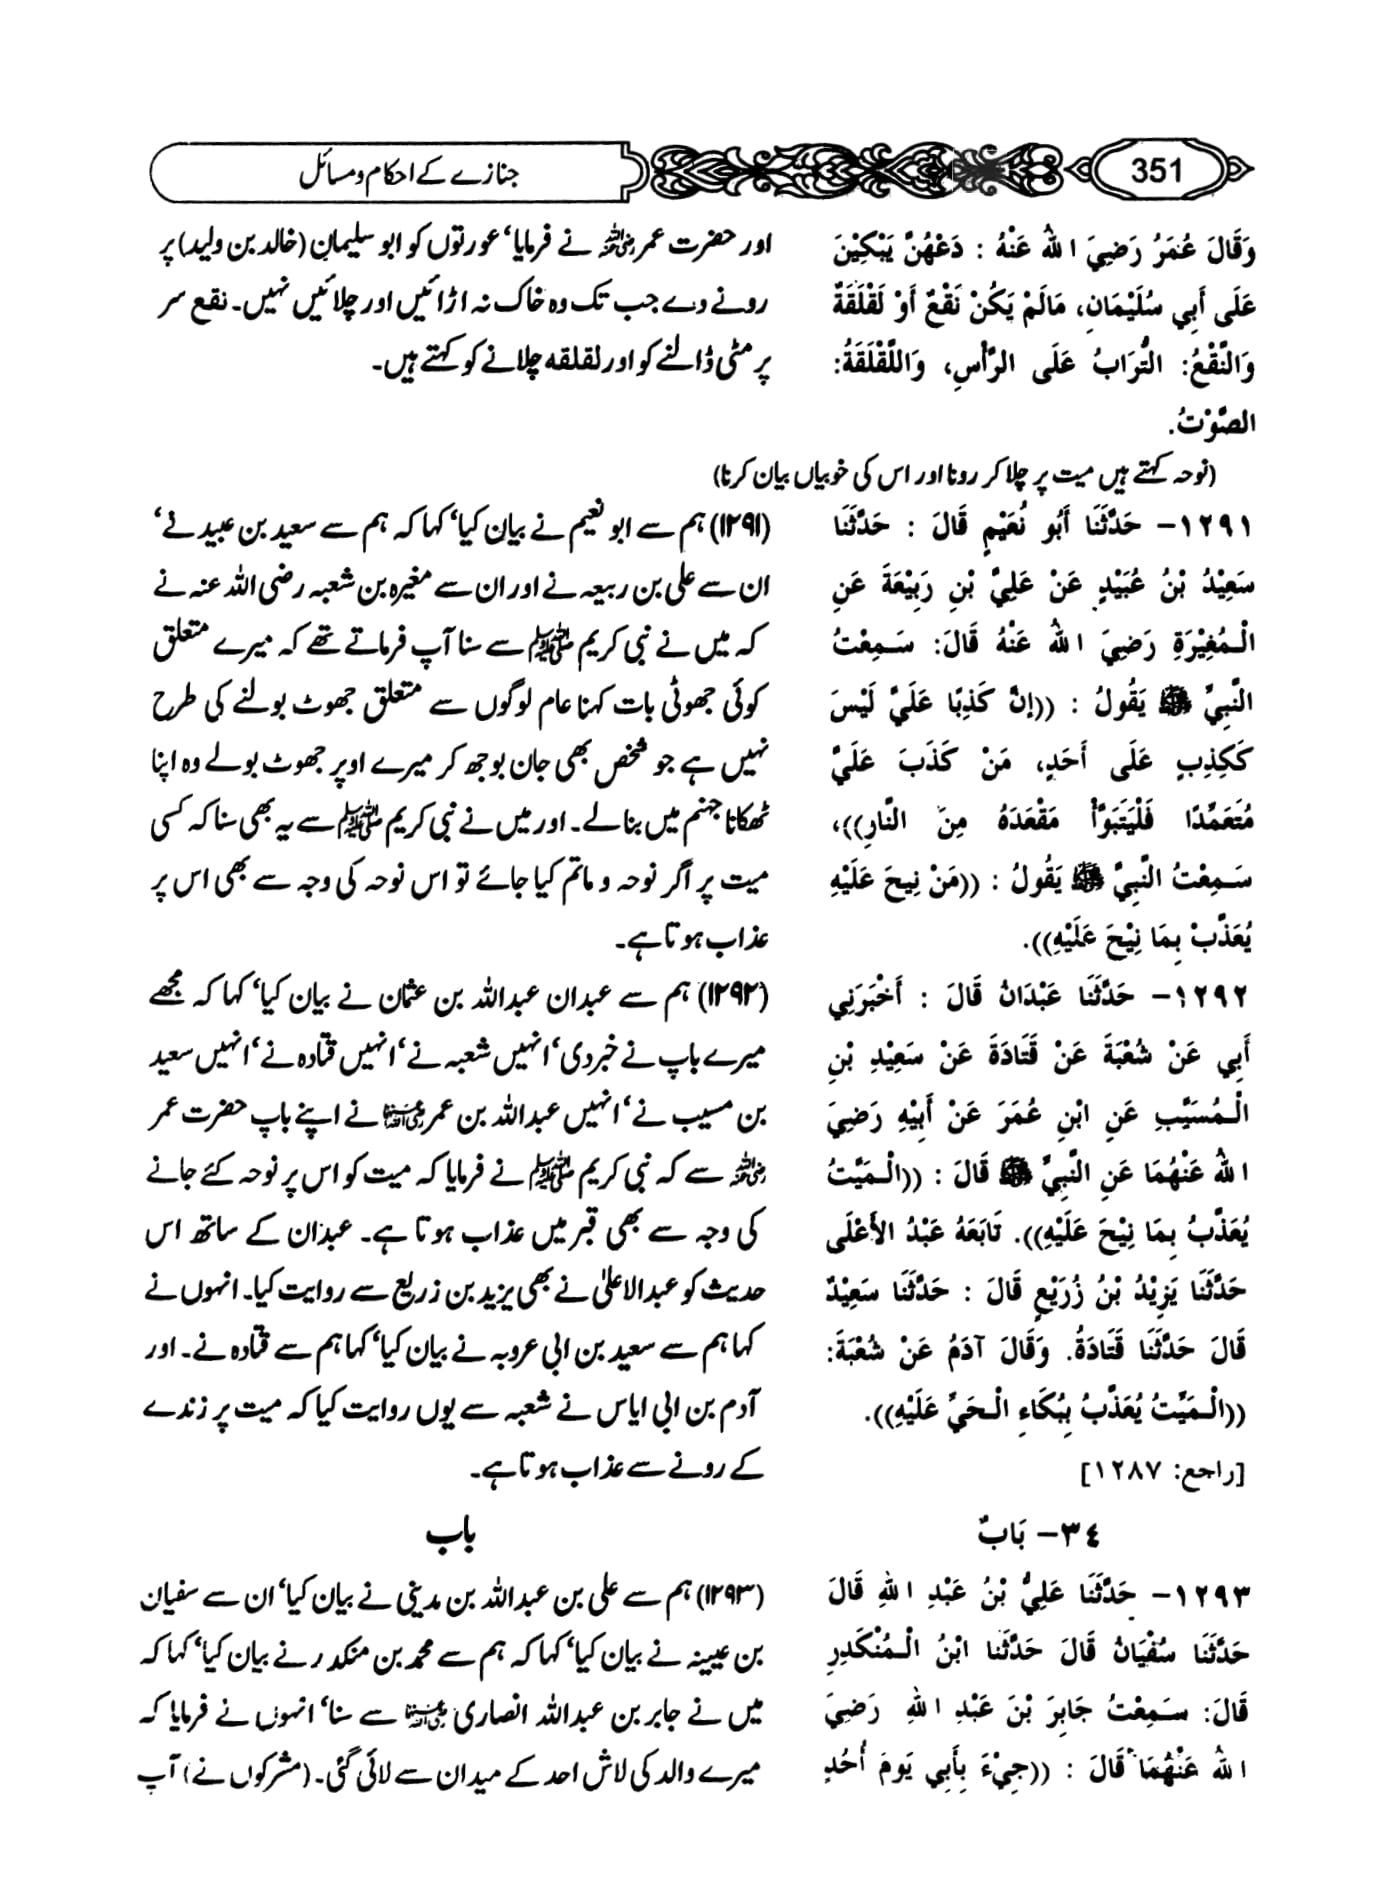 351
جنازے کے احکام و مسائل
وَقَالَ عُمَرُ رَضِيَ اللهُ عَنْهُ : دَعْهُنَّ يَبْكِيْنَ
عَلَى أَبِي سُلَيْمَانِ، مَالَمْ يَكُنْ نَقْعٌ أَوْ لَقْلَقَةٌ
وَالنَّقْعُ: التُّرَابُ عَلَى الرَّأْسِ، وَاللَّقْلَقَةُ:
الصَّوْتُ.
اور حضرت عمر رضی اللہ عنہ نے فرمایا‘ عورتوں کو ابو سلیمان (خالد بن ولید) پر
رونے دے جب تک وہ خاک نہ اڑائیں اور چلائیں نہیں۔ نقع سر
پر مٹی ڈالنے کو اور لقلقہ چلانے کو کہتے ہیں۔
(نوحہ کہتے ہیں میت پر چلا کر رونا اور اس کی خوبیاں بیان کرنا)
١٢٩١– حَدَّثَنَا أَبُو نُعَيْمٍ قَالَ : حَدَّثَنَا
سَعِيْدُ بْنُ عُبَيْدٍ عَنْ عَلِيِّ بْنِ رَبِيْعَةَ عَنِ
الْمُغِيْرَةِ رَضِيَ اللهُ عَنْهُ قَالَ: سَمِعْتُ
النَّبِيَّ ﷺ يَقُولُ : ((إِنَّ كَذِبًا عَلَيَّ لَيْسَ
كَكِذِبٍ عَلَى أَحَدٍ، مَنْ كَذَبَ عَلَيَّ
مُتَعَمِّدًا فَلْيَتَبَوَّأْ مَقْعَدَهُ مِنَ النَّارِ))،
سَمِعْتُ النَّبِيَّ ﷺ يَقُولُ : ((مَنْ نِيحَ عَلَيْهِ
يُعَذَّبْ بِمَا نِيْحَ عَلَيْهِ)).
(۱۲۹۱) ہم سے ابو نعیم نے بیان کیا‘ کہا کہ ہم سے سعید بن عبید نے‘
ان سے علی بن ربیعہ نے اور ان سے مغیرہ بن شعبہ رضی اللہ عنہ نے
کہ میں نے نبی کریم ﷺ سے سنا آپ فرماتے تھے کہ میرے متعلق
کوئی جھوٹی بات کہنا عام لوگوں سے متعلق جھوٹ بولنے کی طرح
نہیں ہے جو شخص بھی جان بوجھ کر میرے اوپر جھوٹ بولے وہ اپنا
ٹھکانا جہنم میں بنا لے۔ اور میں نے نبی کریم ﷺ سے یہ بھی سنا کہ کسی
میت پر اگر نوحہ و ماتم کیا جائے تو اس نوحہ کی وجہ سے بھی اس پر
عذاب ہوتا ہے۔
١٢٩٢– حَدَّثَنَا عَبْدَانُ قَالَ : أَخْبَرَنِي
أَبِي عَنْ شُعْبَةَ عَنْ قَتَادَةَ عَنْ سَعِيْدِ بْنِ
الْمُسَيَّبِ عَنِ ابْنِ عُمَرَ عَنْ أَبِيْهِ رَضِيَ
اللهُ عَنْهُمَا عَنِ النَّبِيِّ ﷺ قَالَ : ((الْمَيِّتُ
يُعَذَّبُ بِمَا نِيْحَ عَلَيْهِ)). تَابَعَهُ عَبْدُ الأَعْلَى
حَدَّثَنَا يَزِيْدُ بْنُ زُرَيْعٍ قَالَ : حَدَّثَنَا سَعِيْدٌ
قَالَ حَدَّثَنَا قَتَادَةُ. وَقَالَ آدَمُ عَنْ شُعْبَةَ:
((الْمَيِّتُ يُعَذَّبُ بِبُكَاءِ الْحَيِّ عَلَيْهِ)).
[راجع: ١٢٨٧]
(۱۲۹۲) ہم سے عبدان عبداللہ بن عثمان نے بیان کیا‘ کہا کہ مجھے
میرے باپ نے خبر دی‘ انہیں شعبہ نے‘ انہیں قتادہ نے‘ انہیں سعید
بن مسیب نے‘ انہیں عبداللہ بن عمر رضی اللہ عنہما نے اپنے باپ حضرت عمر
رضی اللہ عنہ سے کہ نبی کریم ﷺ نے فرمایا کہ میت کو اس پر نوحہ کئے جانے
کی وجہ سے بھی قبر میں عذاب ہوتا ہے۔ عبدان کے ساتھ اس
حدیث کو عبدالاعلیٰ نے بھی یزید بن زریع سے روایت کیا۔ انہوں نے
کہا ہم سے سعید بن ابی عروبہ نے بیان کیا‘ کہا ہم سے قتادہ نے۔ اور
آدم بن ابی ایاس نے شعبہ سے یوں روایت کیا کہ میت پر زندے
کے رونے سے عذاب ہوتا ہے۔
٣٤– بَابٌ
باب
١٢٩٣– حَدَّثَنَا عَلِيُّ بْنُ عَبْدِ اللهِ قَالَ
حَدَّثَنَا سُفْيَانُ قَالَ حَدَّثَنَا ابْنُ الْمُنْكَدِرِ
قَالَ: سَمِعْتُ جَابِرَ بْنَ عَبْدِ اللهِ رَضِيَ
اللهُ عَنْهُمَا قَالَ : ((جِيْءَ بِأَبِي يَومَ أُحُدٍ
(۱۲۹۳) ہم سے علی بن عبداللہ بن مدینی نے بیان کیا‘ ان سے سفیان
بن عیینہ نے بیان کیا‘ کہا کہ ہم سے محمد بن منکدر نے بیان کیا‘ کہا کہ
میں نے جابر بن عبداللہ انصاری رضی اللہ عنہما سے سنا‘ انہوں نے فرمایا کہ
میرے والد کی لاش احد کے میدان سے لائی گئی۔ (مشرکوں نے) آپ